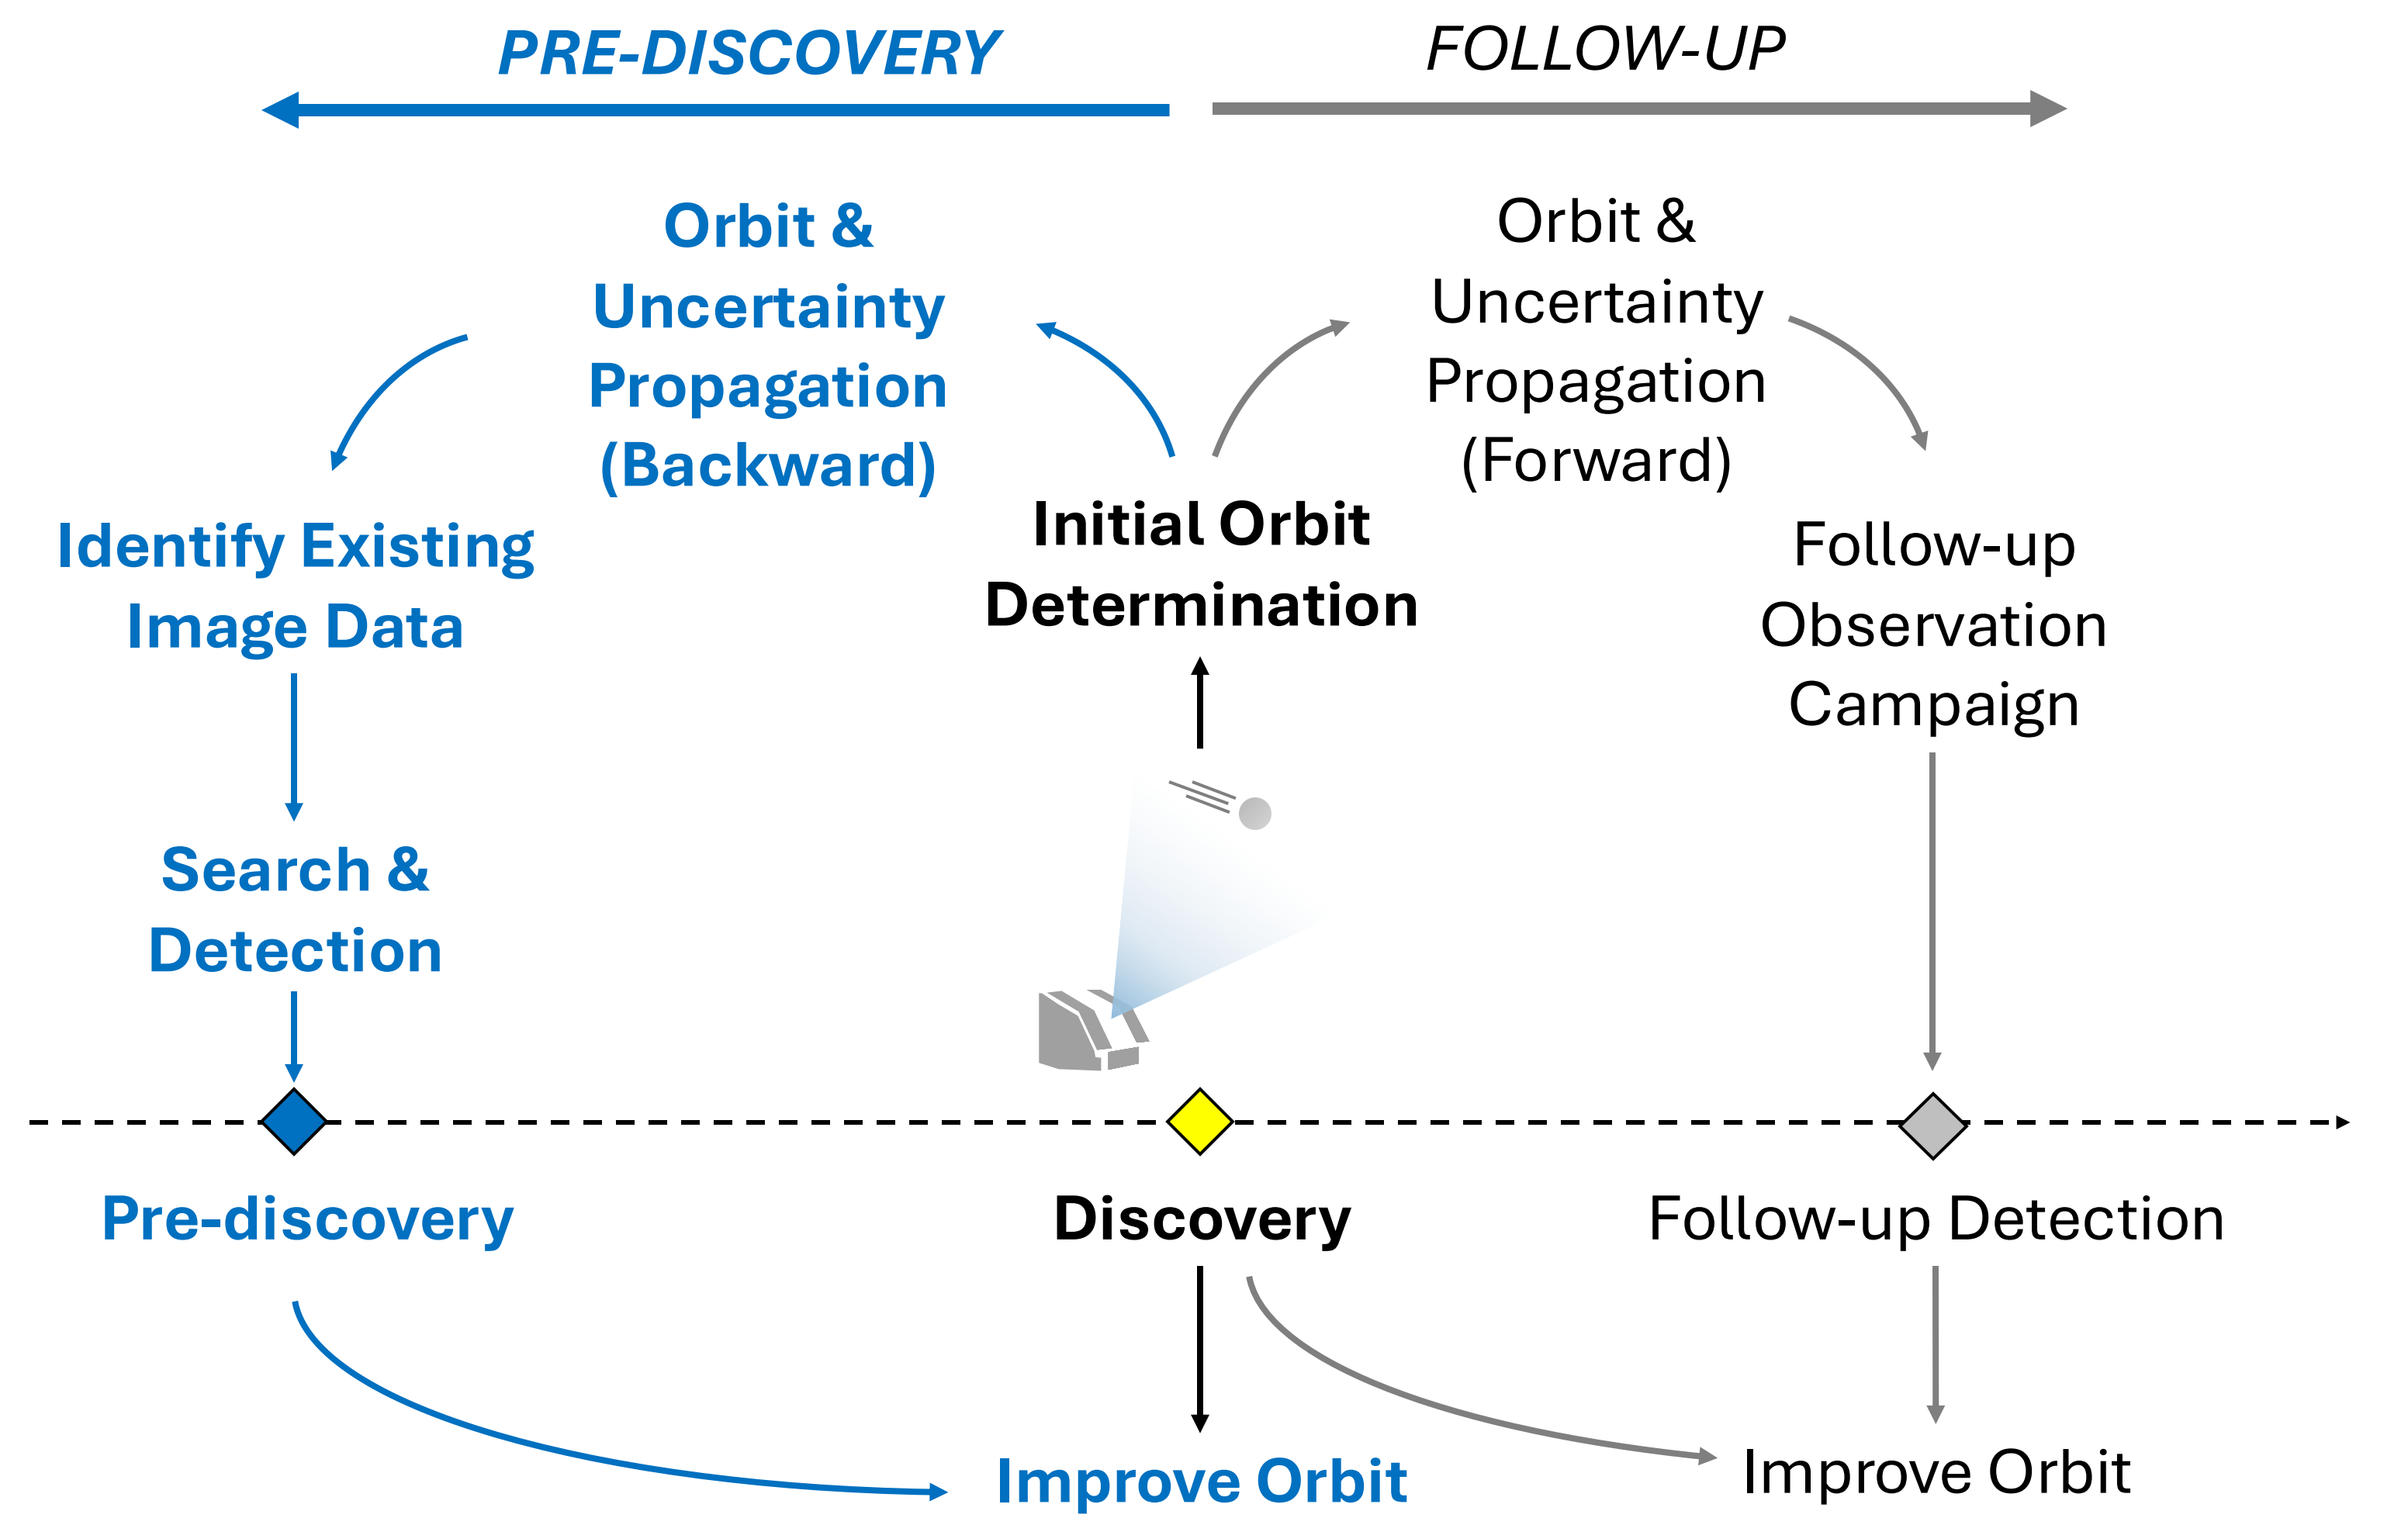 PRE-DISCOVERY
FOLLOW-UP
Orbit &
Uncertainty
Propagation
(Backward)
Orbit &
Uncertainty
Propagation
(Forward)
Identify Existing
Image Data
Initial Orbit
Determination
Follow-up
Observation
Campaign
Search &
Detection
Pre-discovery
Discovery
Follow-up Detection
Improve Orbit
Improve Orbit